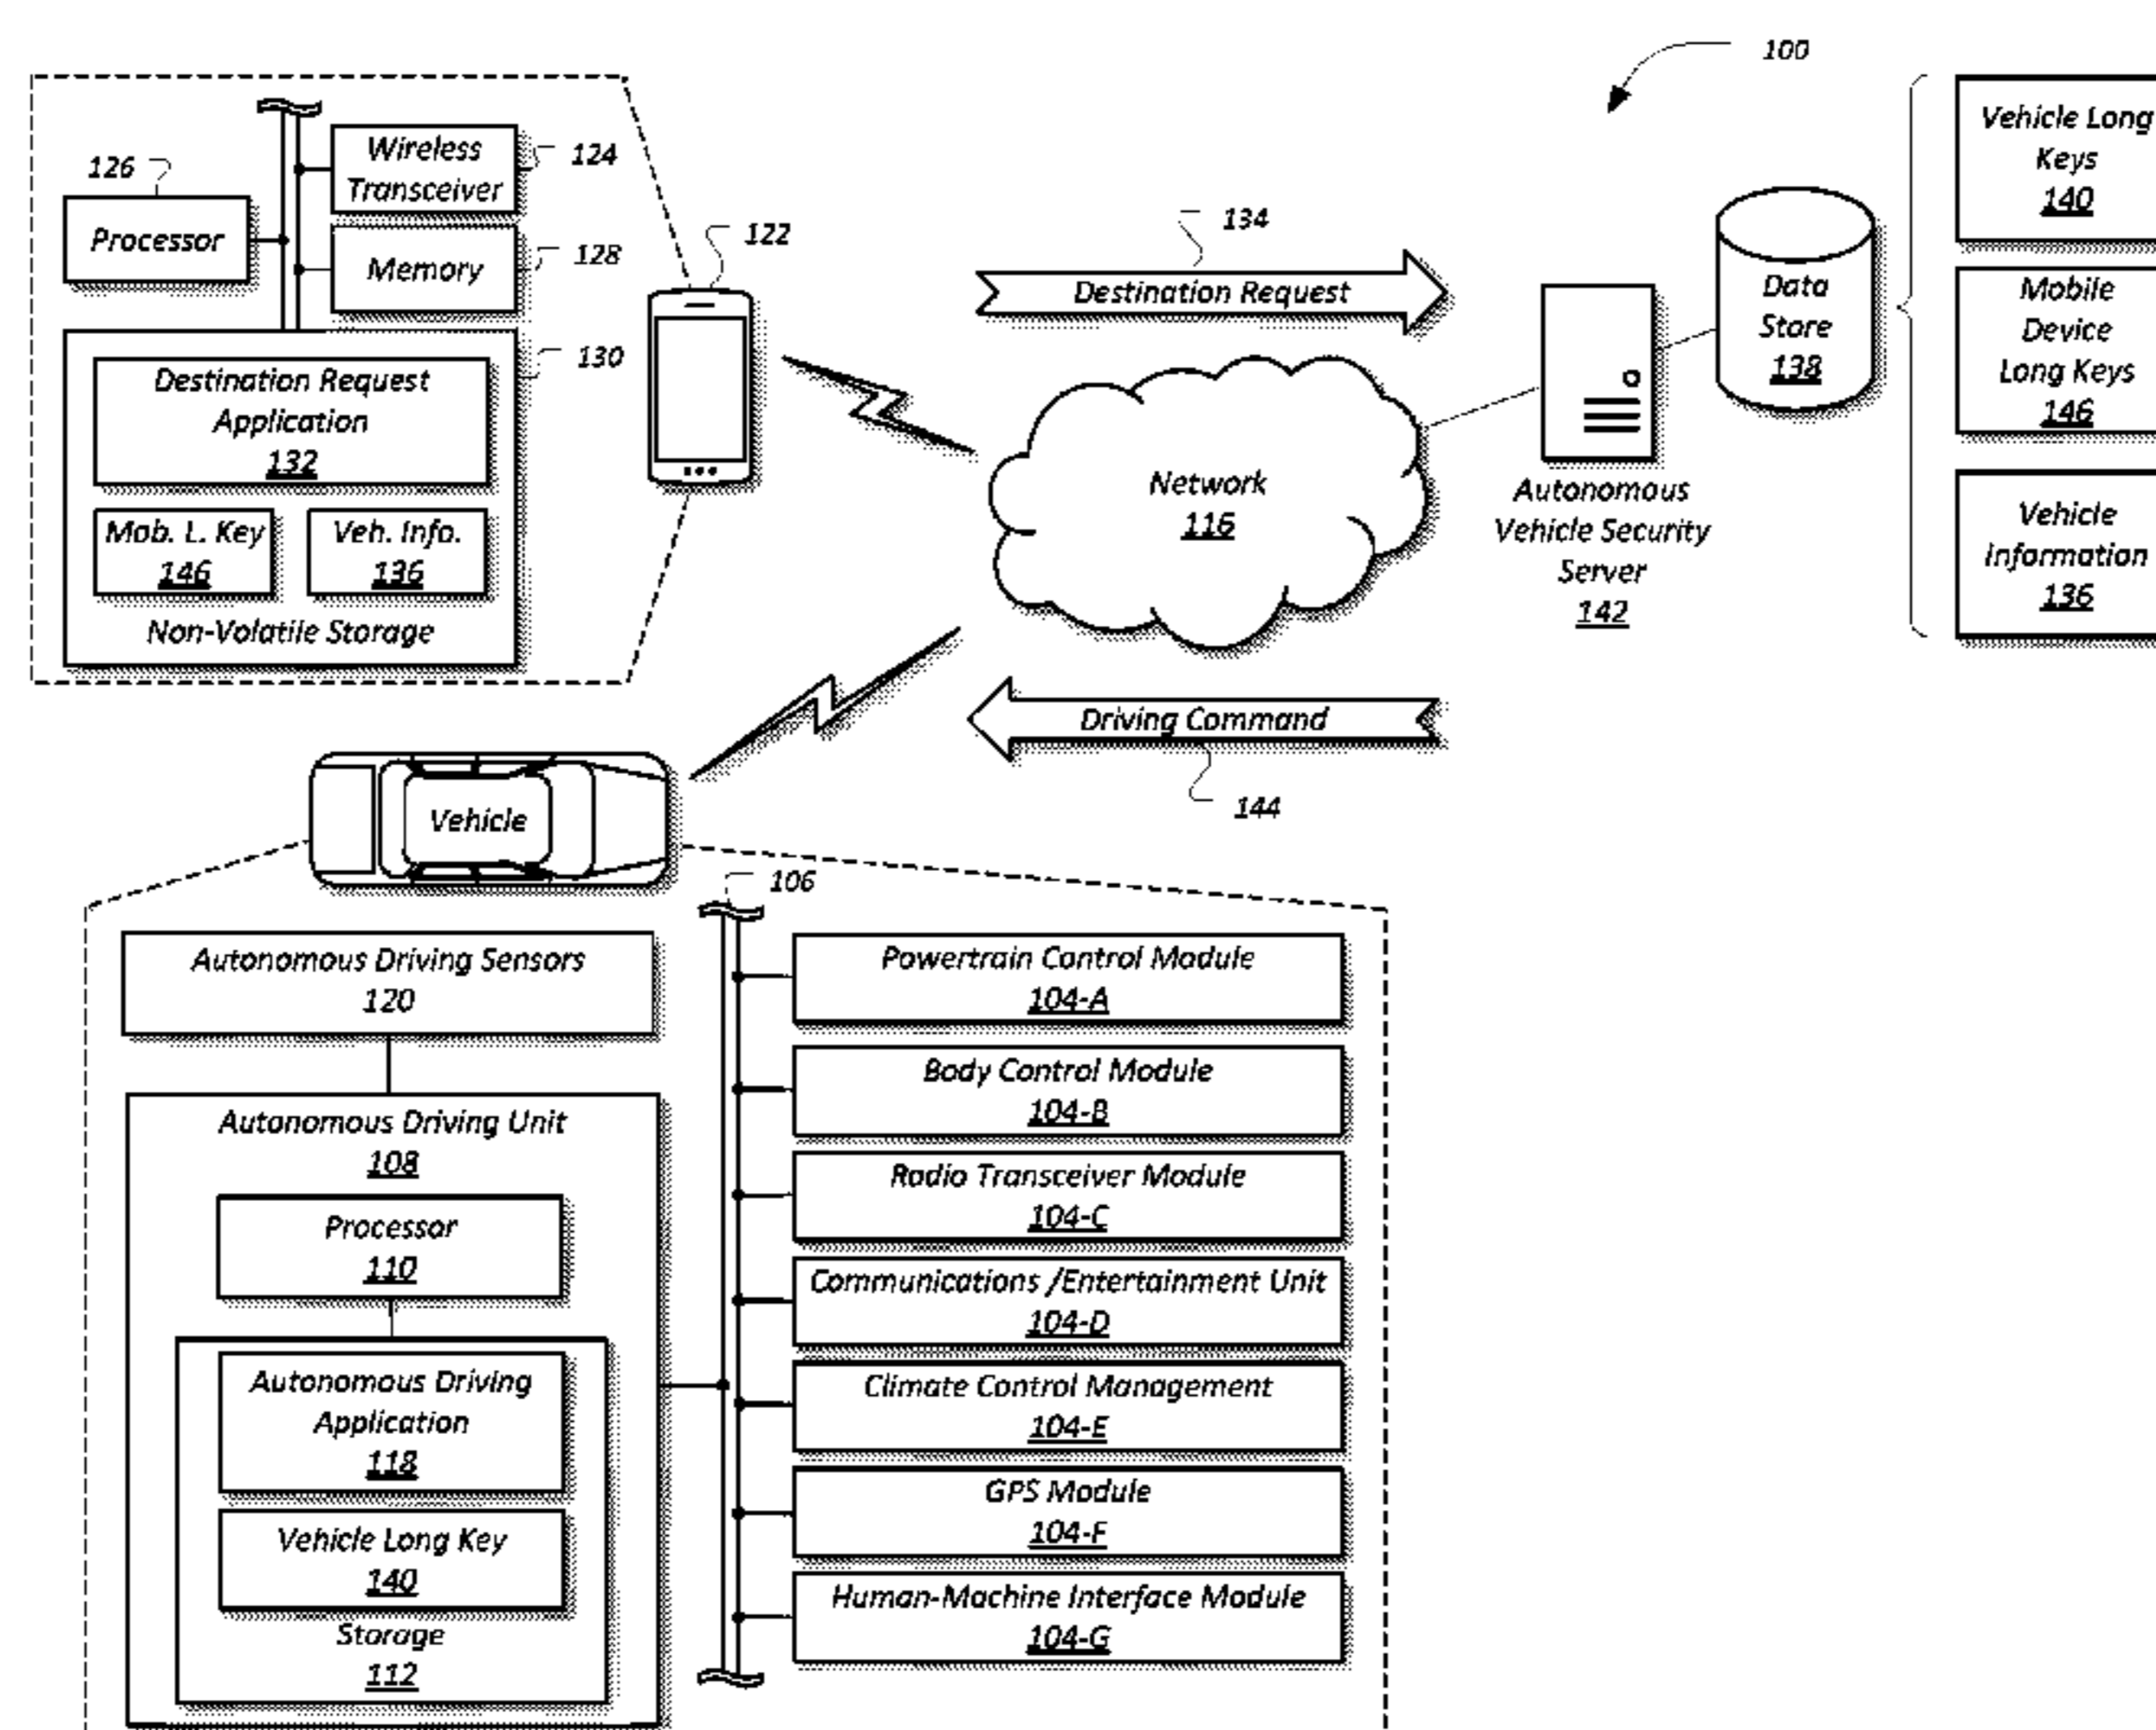 100
126
Wireless
Transceiver
124
Processor
Memory
128
Destination Request
Application
132
130
Mob. L. Key
146
Veh. Info.
136
Non-Volatile Storage
122
134
Destination Request
Network
116
Autonomous
Vehicle Security
Server
142
Data
Store
138
Vehicle Long
Keys
140
Mobile
Device
Long Keys
146
Vehicle
Information
136
Driving Command
144
Vehicle
106
Autonomous Driving Sensors
120
Autonomous Driving Unit
108
Processor
110
Autonomous Driving
Application
118
Vehicle Long Key
140
Storage
112
Powertrain Control Module
104-A
Body Control Module
104-B
Radio Transceiver Module
104-C
Communications /Entertainment Unit
104-D
Climate Control Management
104-E
GPS Module
104-F
Human-Machine Interface Module
104-G